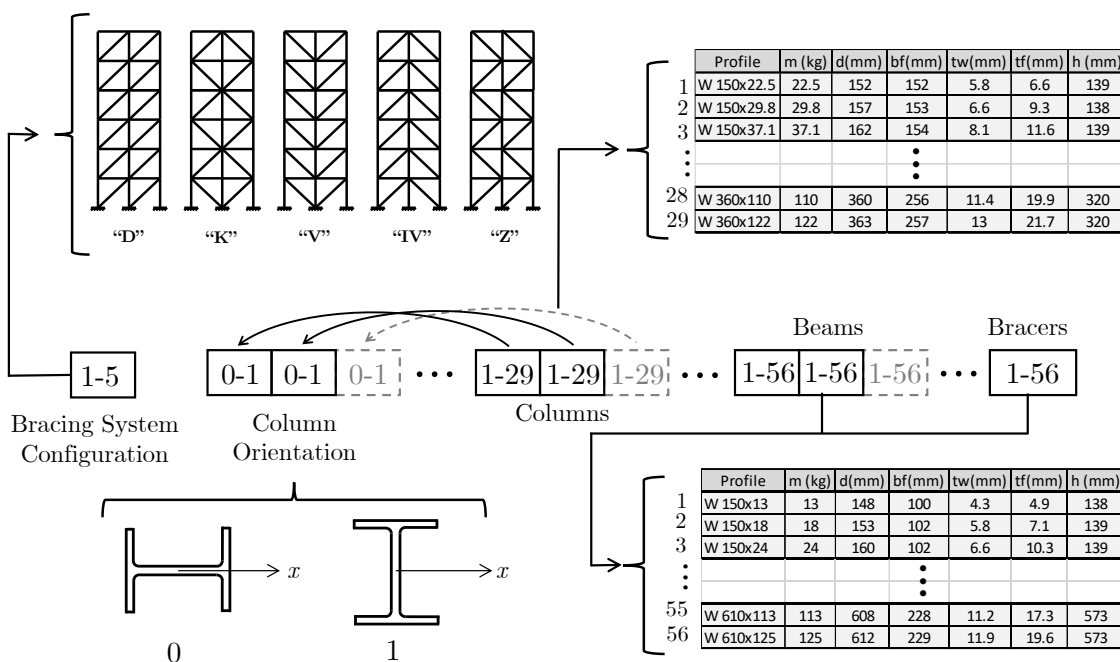 “D” “K” “V” “IV” “Z”
Profile m (kg) d(mm) bf(mm) tw(mm) tf(mm) h (mm)
1 W 150x22.5 22.5 152 152 5.8 6.6 139
2 W 150x29.8 29.8 157 153 6.6 9.3 138
3 W 150x37.1 37.1 162 154 8.1 11.6 139
28 W 360x110 110 360 256 11.4 19.9 320
29 W 360x122 122 363 257 13 21.7 320
Beams Bracers
1-5 0-1 0-1 0-1 1-29 1-29 1-29 1-56 1-56 1-56 1-56
Bracing System
Configuration
Column
Orientation
Columns
Profile m (kg) d(mm) bf(mm) tw(mm) tf(mm) h (mm)
1 W 150x13 13 148 100 4.3 4.9 138
2 W 150x18 18 153 102 5.8 7.1 139
3 W 150x24 24 160 102 6.6 10.3 139
55 W 610x113 113 608 228 11.2 17.3 573
56 W 610x125 125 612 229 11.9 19.6 573
x x
0 1